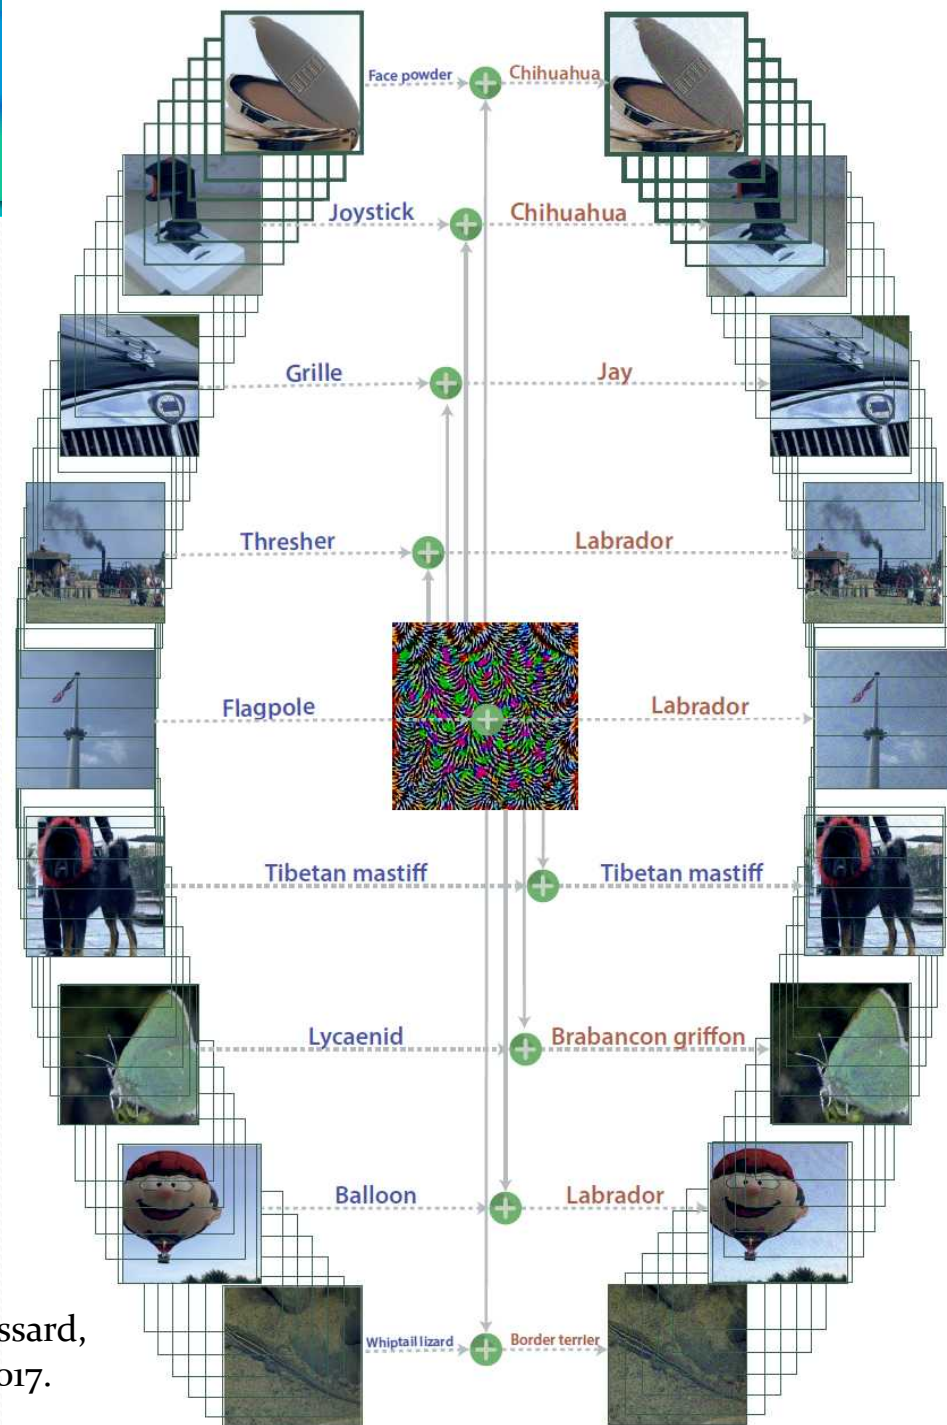 Face powder Chihuahua
Joystick Chihuahua
Grille Jay
Thresher Labrador
Flagpole Labrador
Tibetan mastiff Tibetan mastiff
Lycaenid Brabancon griffon
Balloon Labrador
ssard,
Whiptail lizard Border terrier
017.